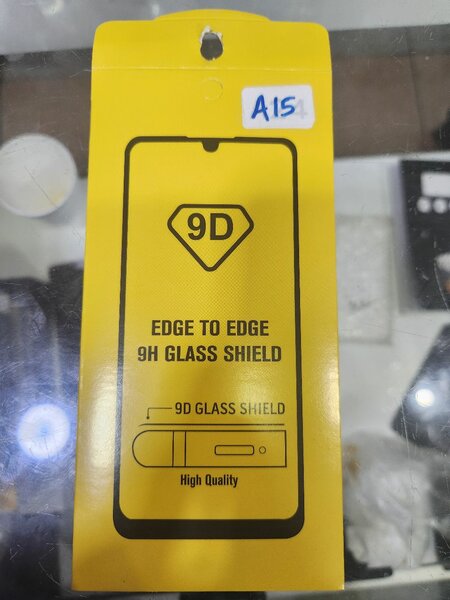 A15
9D
EDGE TO EDGE
9H GLASS SHIELD
9D GLASS SHIELD
High Quality